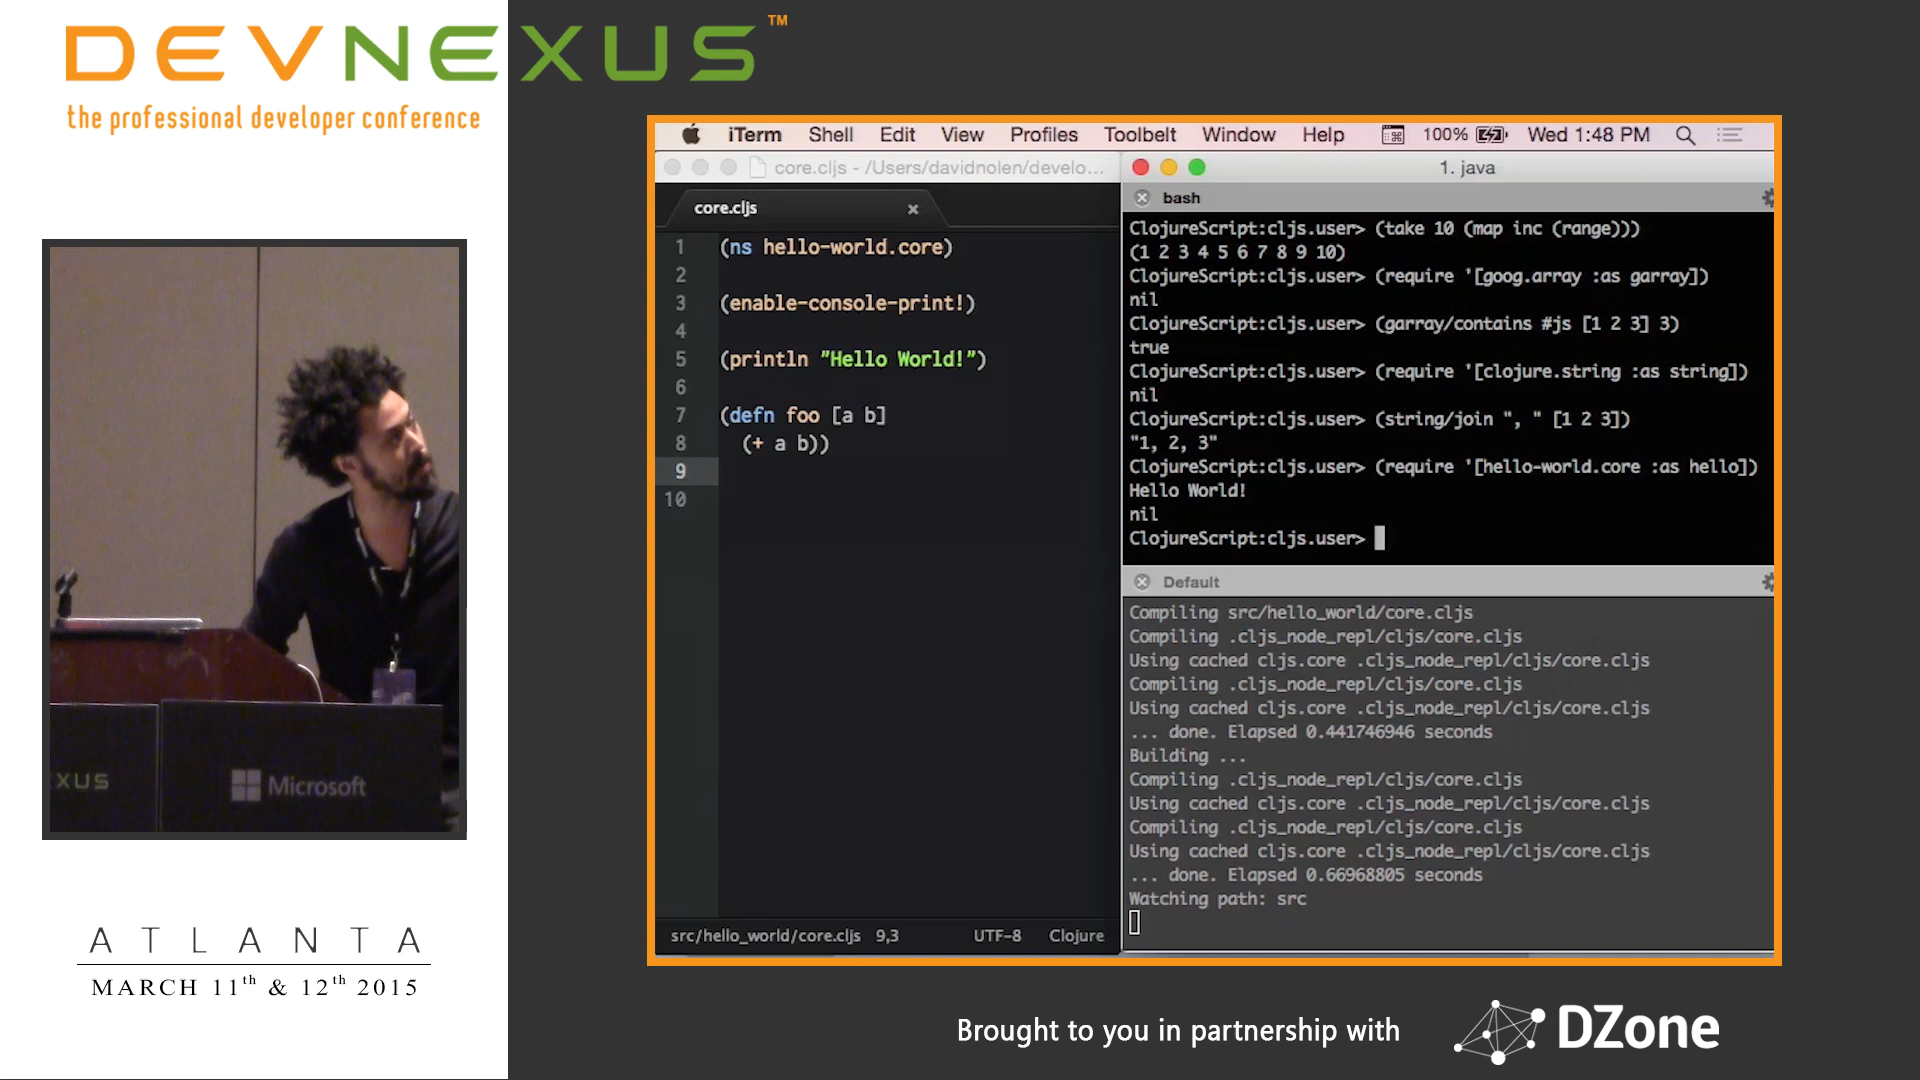 DEVNEXUS™
the professional developer conference
iTerm Shell Edit View Profiles Toolbelt Window Help 100% Wed 1:48 PM
core.cljs - /Users/davidnolen/develo...
core.cljs
1 (ns hello-world.core)
2
3 (enable-console-print!)
4
5 (println "Hello World!")
6
7 (defn foo [a b]
8 (+ a b))
9
10
src/hello_world/core.cljs 9,3 UTF-8 Clojure
1. java
bash
ClojureScript:cljs.user> (take 10 (map inc (range)))
(1 2 3 4 5 6 7 8 9 10)
ClojureScript:cljs.user> (require '[goog.array :as garray])
nil
ClojureScript:cljs.user> (garray/contains #js [1 2 3] 3)
true
ClojureScript:cljs.user> (require '[clojure.string :as string])
nil
ClojureScript:cljs.user> (string/join ", " [1 2 3])
"1, 2, 3"
ClojureScript:cljs.user> (require '[hello-world.core :as hello])
Hello World!
nil
ClojureScript:cljs.user>
Default
Compiling src/hello_world/core.cljs
Compiling .cljs_node_repl/cljs/core.cljs
Using cached cljs.core .cljs_node_repl/cljs/core.cljs
Compiling .cljs_node_repl/cljs/core.cljs
Using cached cljs.core .cljs_node_repl/cljs/core.cljs
... done. Elapsed 0.441746946 seconds
Building ...
Compiling .cljs_node_repl/cljs/core.cljs
Using cached cljs.core .cljs_node_repl/cljs/core.cljs
Compiling .cljs_node_repl/cljs/core.cljs
Using cached cljs.core .cljs_node_repl/cljs/core.cljs
... done. Elapsed 0.66968805 seconds
Watching path: src
XUS
Microsoft
ATLANTA
MARCH 11th & 12th 2015
Brought to you in partnership with DZone